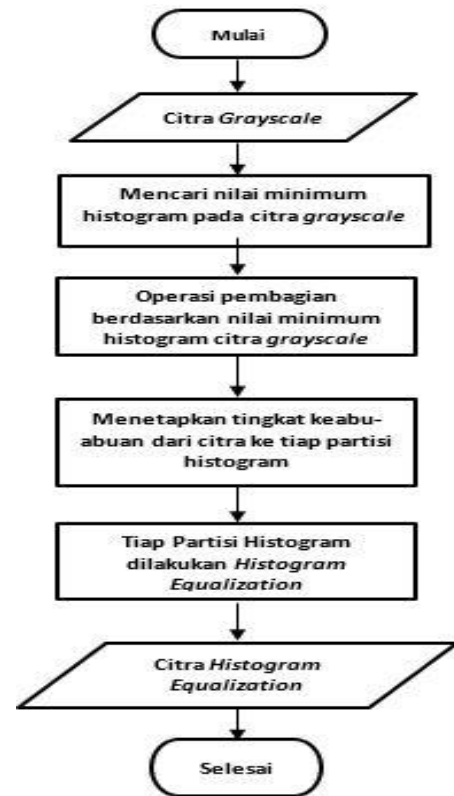 Mulai
Citra Grayscale
Mencari nilai minimum
histogram pada citra grayscale
Operasi pembagian
berdasarkan nilai minimum
histogram citra grayscale
Menetapkan tingkat keabu-
abuan dari citra ke tiap partisi
histogram
Tiap Partisi Histogram
dilakukan Histogram
Equalization
Citra Histogram
Equalization
Selesai